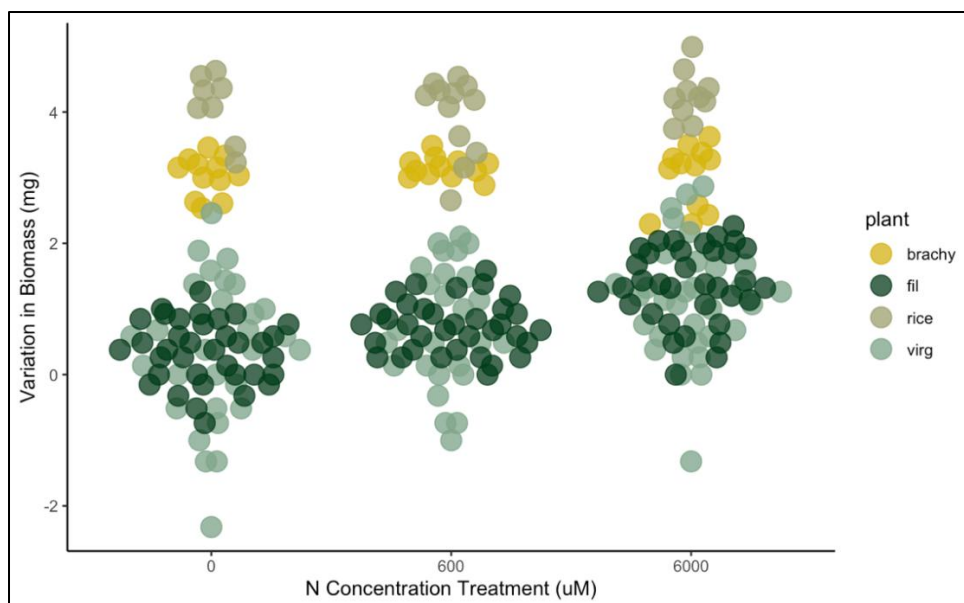 4
2
0
-2
Variation in Biomass (mg)
0
600
6000
N Concentration Treatment (uM)
plant
brachy
fil
rice
virg